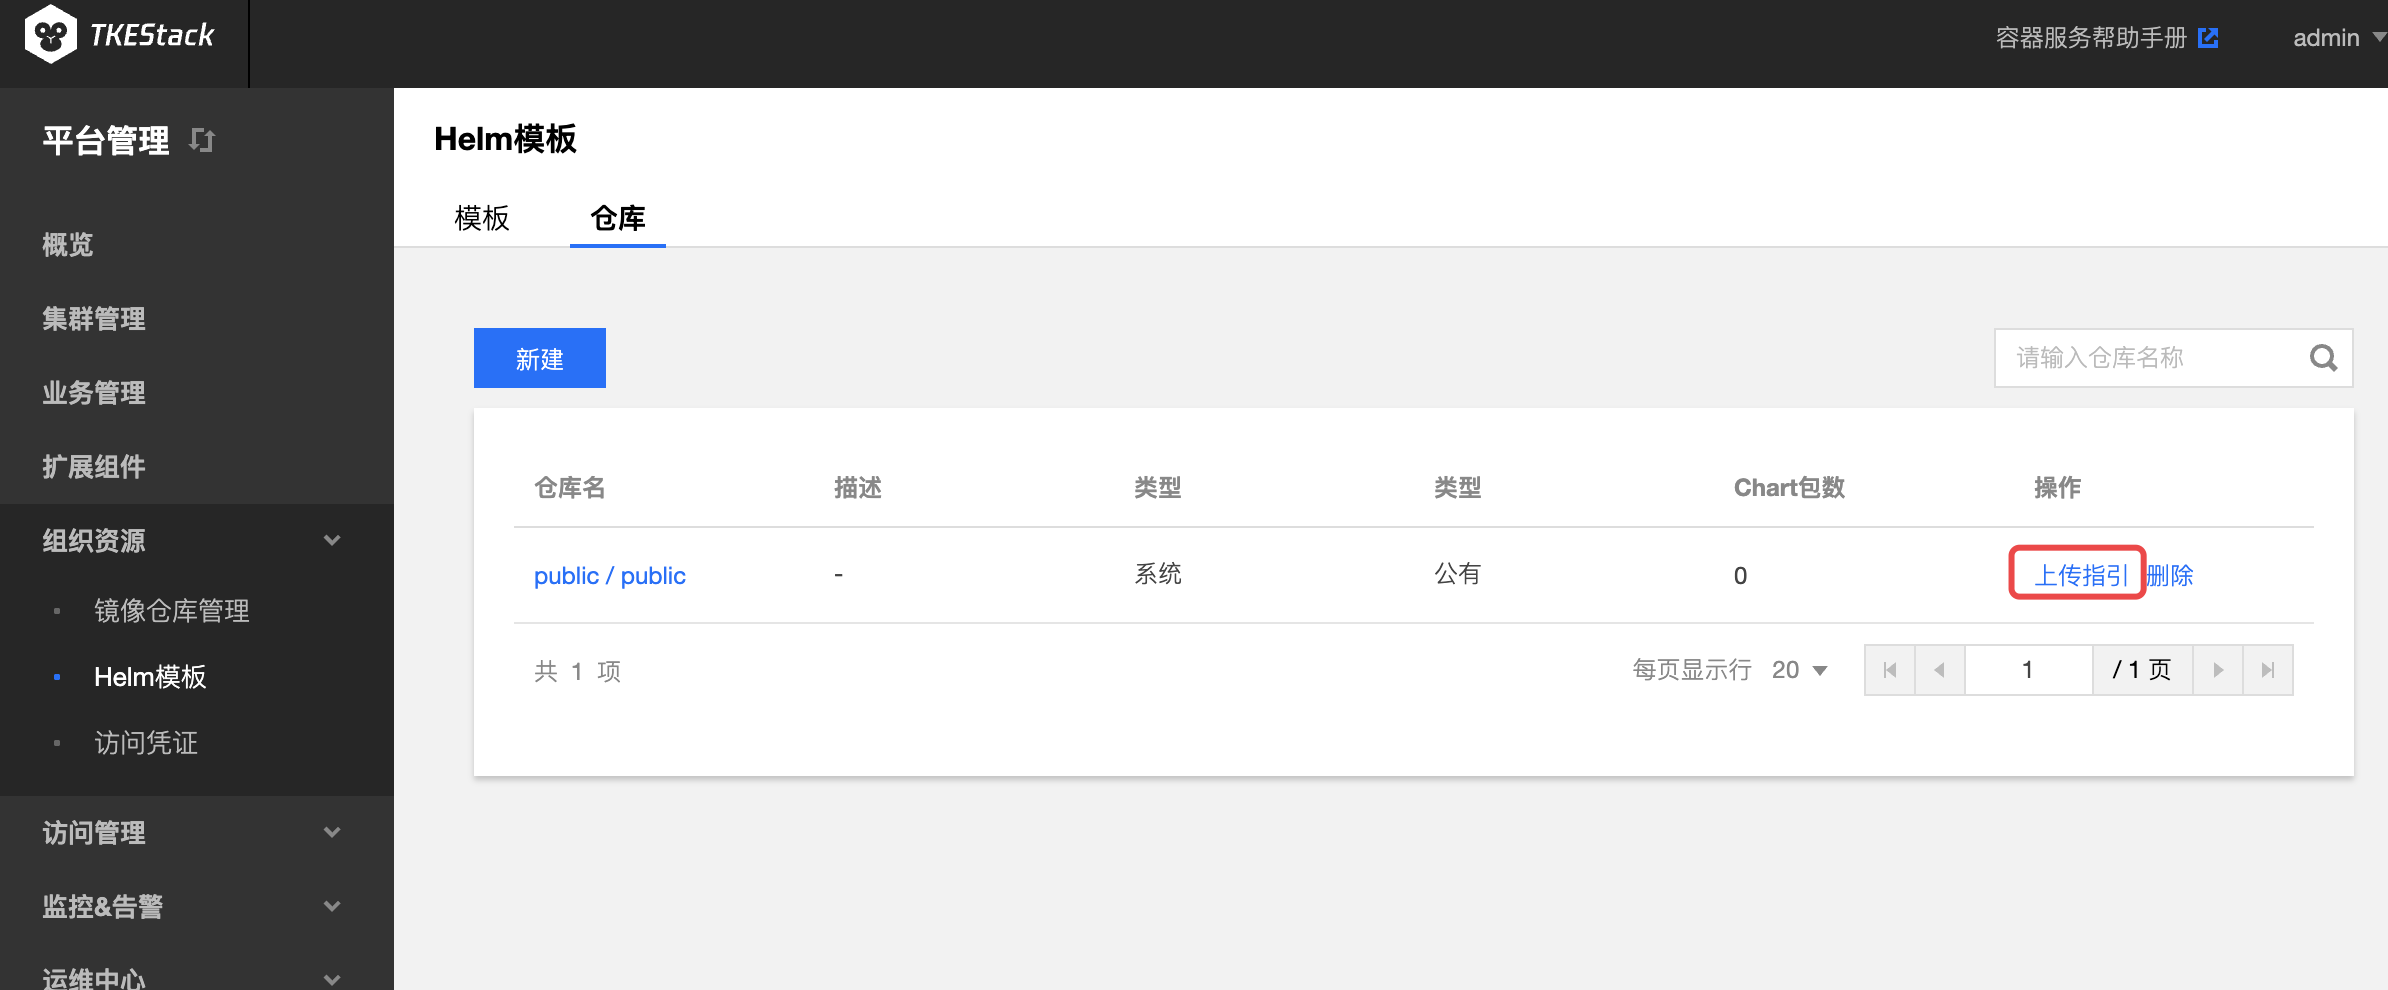 TKEStack
容器服务帮助手册
admin
平台管理
概览
集群管理
业务管理
扩展组件
组织资源
镜像仓库管理
Helm模板
访问凭证
访问管理
监控&告警
运维中心
Helm模板
模板 仓库
新建
请输入仓库名称
仓库名 描述 类型 类型 Chart包数 操作
public / public - 系统 公有 0 上传指引 删除
共 1 项 每页显示行 20 1 / 1 页